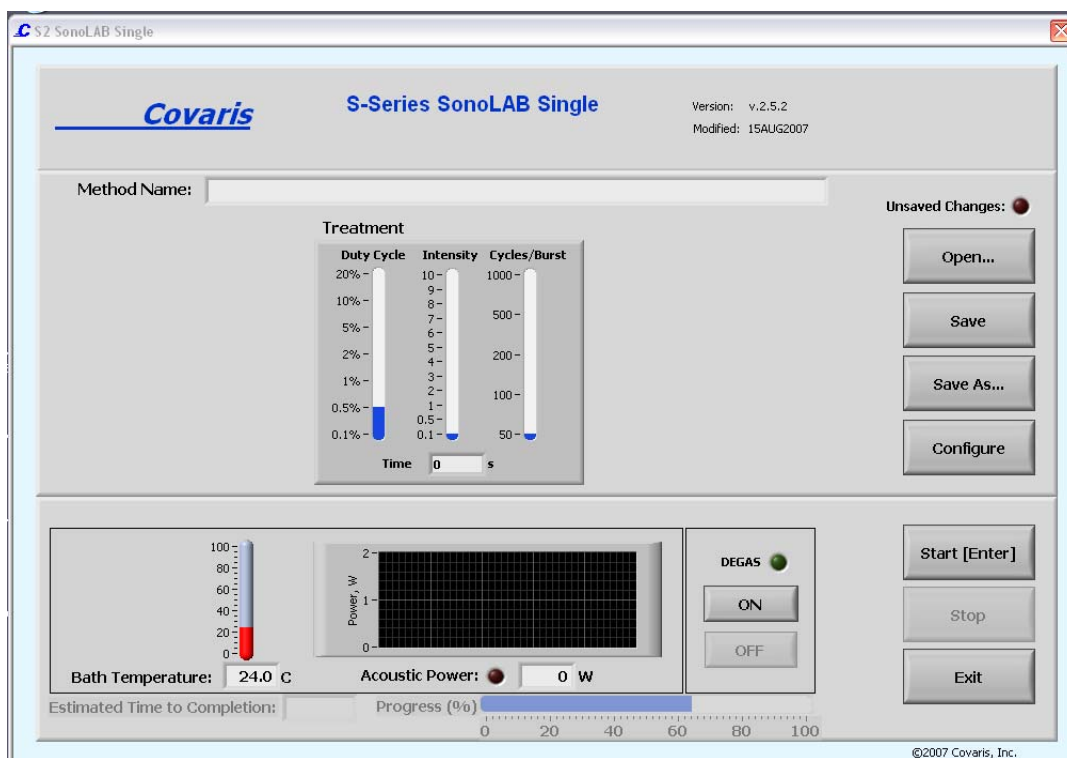 S2 SonoLAB Single
Covaris
S-Series SonoLAB Single
Version: v.2.5.2
Modified: 15AUG2007
Method Name:
Unsaved Changes:
Treatment
Duty Cycle Intensity Cycles/Burst
20%
10%
5%
2%
1%
0.5%
0.1%
10
9
8
7
6
5
4
3
2
1
0.5
0.1
1000
500
200
100
50
Time 0 s
Open...
Save
Save As...
Configure
100
80
60
40
20
0
Bath Temperature: 24.0 C
Power, W
2
1
0
Acoustic Power: 0 W
DEGAS
ON
OFF
Start [Enter]
Stop
Exit
Estimated Time to Completion:
Progress (%)
0 20 40 60 80 100
©2007 Covaris, Inc.